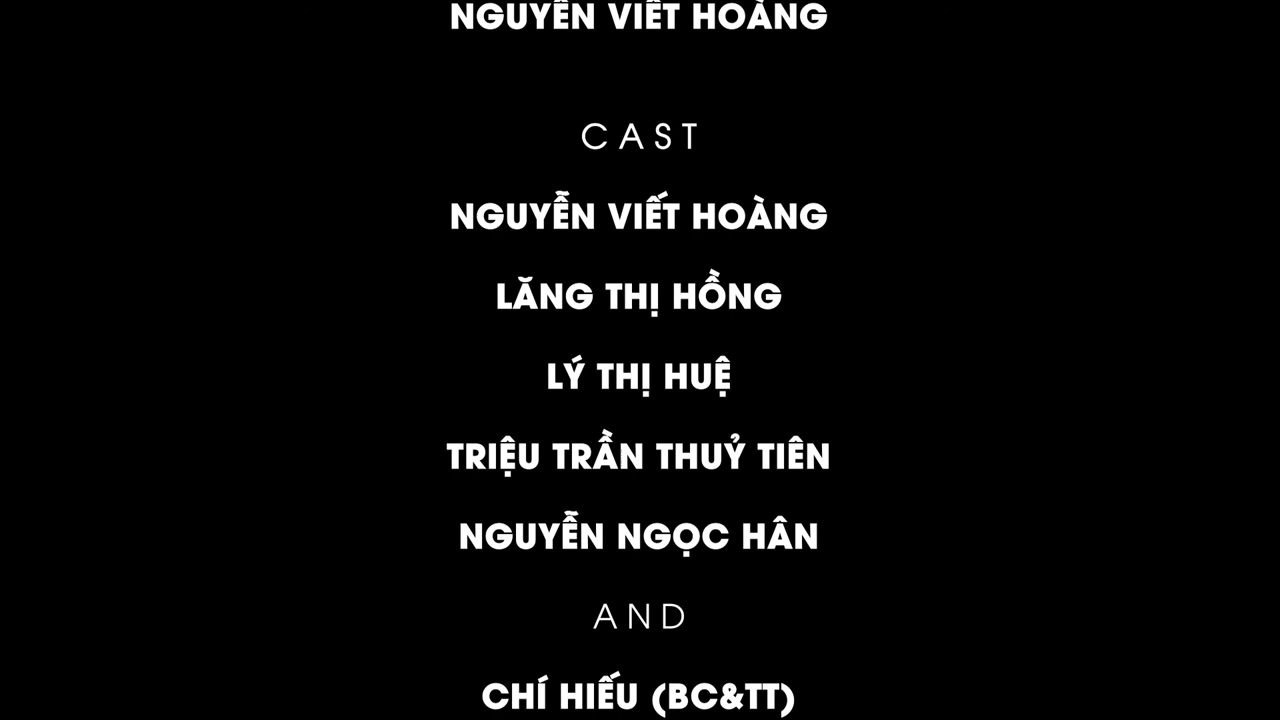 NGUYỄN VIẾT HOÀNG
CAST
NGUYỄN VIẾT HOÀNG
LĂNG THỊ HỒNG
LÝ THỊ HUỆ
TRIỆU TRẦN THUỶ TIÊN
NGUYỄN NGỌC HÂN
AND
CHÍ HIẾU (BC&TT)